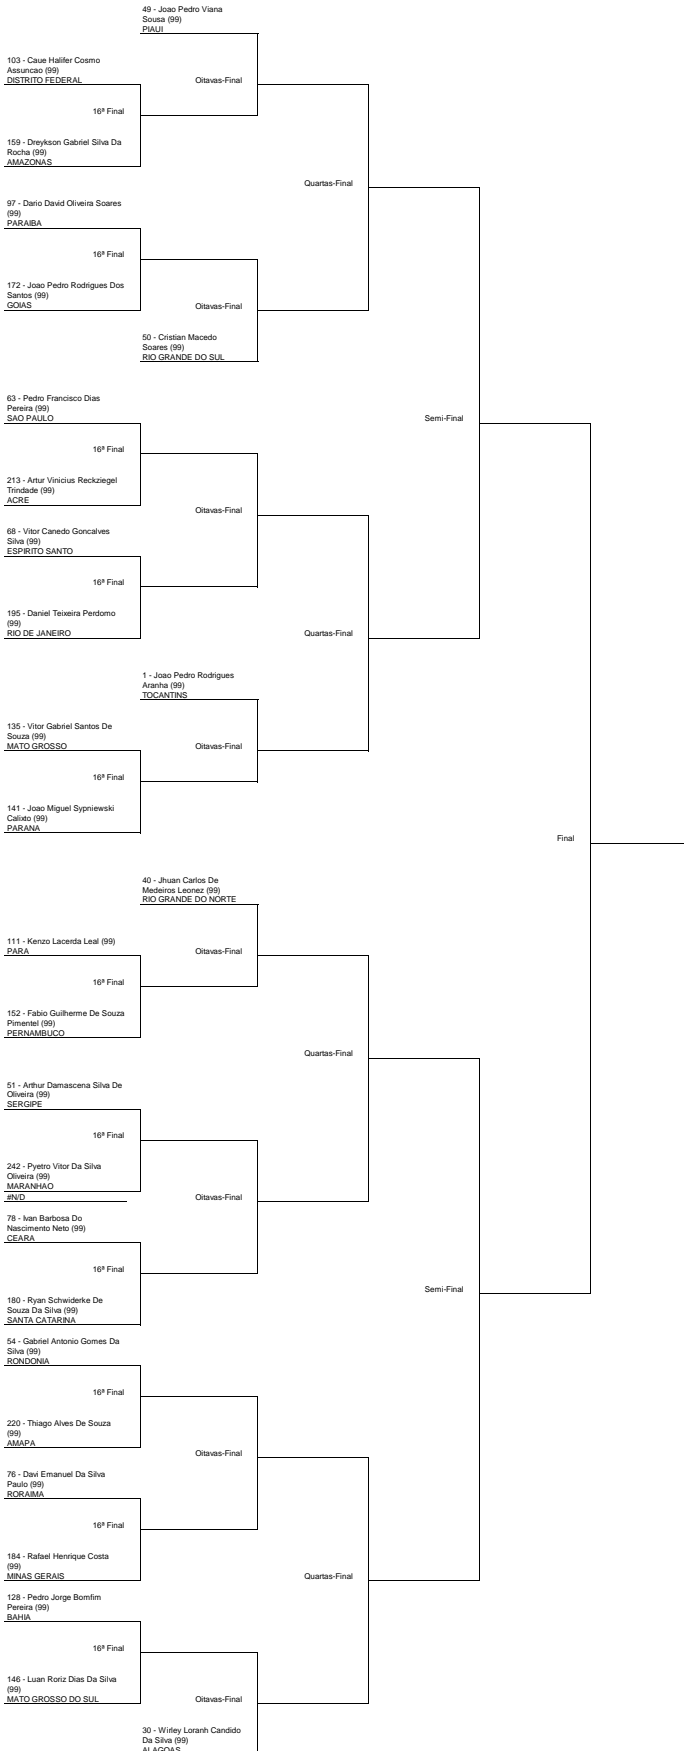 49 - Joao Pedro Viana
Sousa (99)
PIAUI
103 - Caue Halifer Cosmo
Assuncao (99)
DISTRITO FEDERAL
Oitavas-Final
16ª Final
159 - Dreykson Gabriel Silva Da
Rocha (99)
AMAZONAS
Quartas-Final
97 - Dario David Oliveira Soares
(99)
PARAIBA
16ª Final
172 - Joao Pedro Rodrigues Dos
Santos (99)
GOIAS
Oitavas-Final
50 - Cristian Macedo
Soares (99)
RIO GRANDE DO SUL
63 - Pedro Francisco Dias
Pereira (99)
SAO PAULO
Semi-Final
16ª Final
213 - Artur Vinicius Reckziegel
Trindade (99)
ACRE
Oitavas-Final
68 - Vitor Canedo Goncalves
Silva (99)
ESPIRITO SANTO
16ª Final
195 - Daniel Teixeira Perdomo
(99)
RIO DE JANEIRO
Quartas-Final
1 - Joao Pedro Rodrigues
Aranha (99)
TOCANTINS
135 - Vitor Gabriel Santos De
Souza (99)
MATO GROSSO
Oitavas-Final
16ª Final
141 - Joao Miguel Sypniewski
Calixto (99)
PARANA
Final
40 - Jhuan Carlos De
Medeiros Leonez (99)
RIO GRANDE DO NORTE
111 - Kenzo Lacerda Leal (99)
PARA
Oitavas-Final
16ª Final
152 - Fabio Guilherme De Souza
Pimentel (99)
PERNAMBUCO
Quartas-Final
51 - Arthur Damascena Silva De
Oliveira (99)
SERGIPE
16ª Final
242 - Pyetro Vitor Da Silva
Oliveira (99)
MARANHAO
#N/D
Oitavas-Final
78 - Ivan Barbosa Do
Nascimento Neto (99)
CEARA
16ª Final
Semi-Final
180 - Ryan Schwiderke De
Souza Da Silva (99)
SANTA CATARINA
54 - Gabriel Antonio Gomes Da
Silva (99)
RONDONIA
16ª Final
220 - Thiago Alves De Souza
(99)
AMAPA
Oitavas-Final
76 - Davi Emanuel Da Silva
Paulo (99)
RORAIMA
16ª Final
184 - Rafael Henrique Costa
(99)
MINAS GERAIS
Quartas-Final
128 - Pedro Jorge Bomfim
Pereira (99)
BAHIA
16ª Final
146 - Luan Roriz Dias Da Silva
(99)
MATO GROSSO DO SUL
Oitavas-Final
30 - Wirley Loranh Candido
Da Silva (99)
ALAGOAS